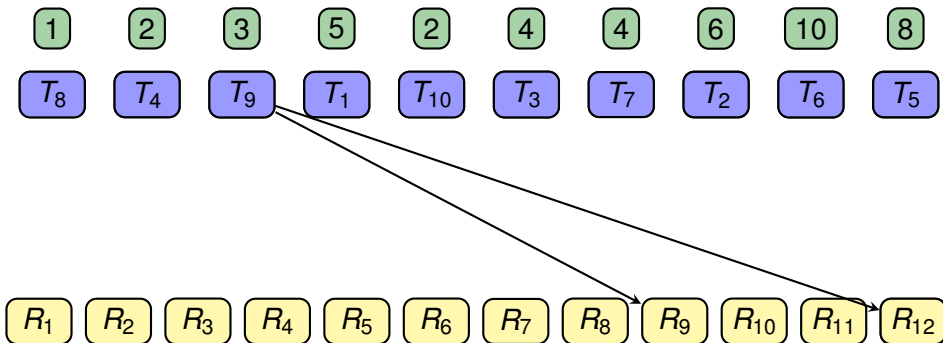 1 2 3 5 2 4 4 6 10 8
T₈ T₄ T₉ T₁ T₁₀ T₃ T₇ T₂ T₆ T₅
R₁ R₂ R₃ R₄ R₅ R₆ R₇ R₈ R₉ R₁₀ R₁₁ R₁₂